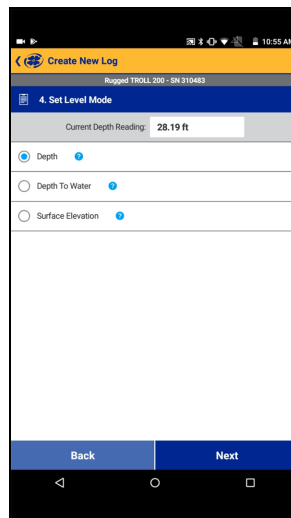 10:55 AM
Create New Log
Rugged TROLL 200 - SN 310483
4. Set Level Mode
Current Depth Reading: 28.19 ft
Depth ?
Depth To Water ?
Surface Elevation ?
Back Next